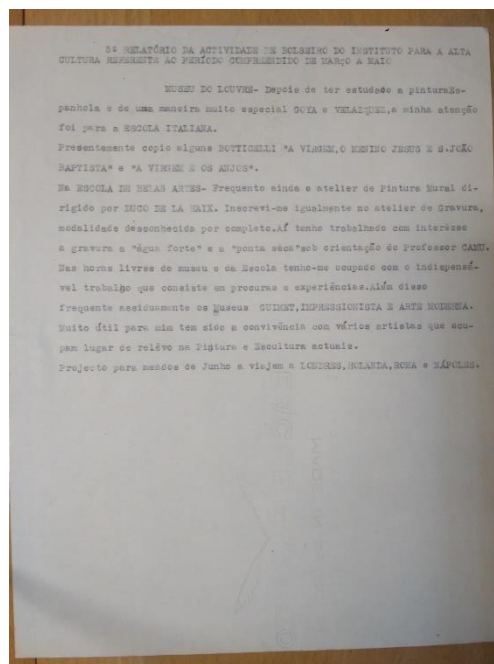 5º RELATÓRIO DA ACTIVIDADE DE BOLSEIRO DO INSTITUTO PARA A ALTA
CULTURA REFERENTE AO PERÍODO COMPREENDIDO DE MARÇO A MAIO
MUSEU DO LOUVRE- Depois de ter estudado a pinturaEs-
panhola e de uma maneira muito especial GOYA e VELAZQUEZ,a minha atenção
foi para a ESCOLA ITALIANA.
Presentemente copio alguns BOTTICELLI "A VIRGEM,O MENINO JESUS E S.JOÃO
BAPTISTA" e "A VIRGEM E OS ANJOS".
Na ESCOLA DE BELAS ARTES- Frequento ainda o atelier de Pintura Mural di-
rigido por DUCO DE LA HAIX. Inscrevi-me igualmente no atelier de Gravura,
modalidade desconhecida por completo.Aí tenho trabalhado com interesse
a gravura a "água forte" e a "ponta sêca"sob orientação do Professor CAMU.
Nas horas livres do museu e da Escola tenho-me ocupado com o indispensá-
vel trabalho que consiste em procuras e experiências.Além disso
frequento assiduamente os Museus GUIMET,IMPRESSIONISTA E ARTE MODERNA.
Muito útil para mim tem sido a convivência com vários artistas que ocu-
pam lugar de relêvo na Pintura e Escultura actuais.
Projecto para meados de Junho a viajem a LONDRES,HOLANDA,ROMA e NÁPOLES.